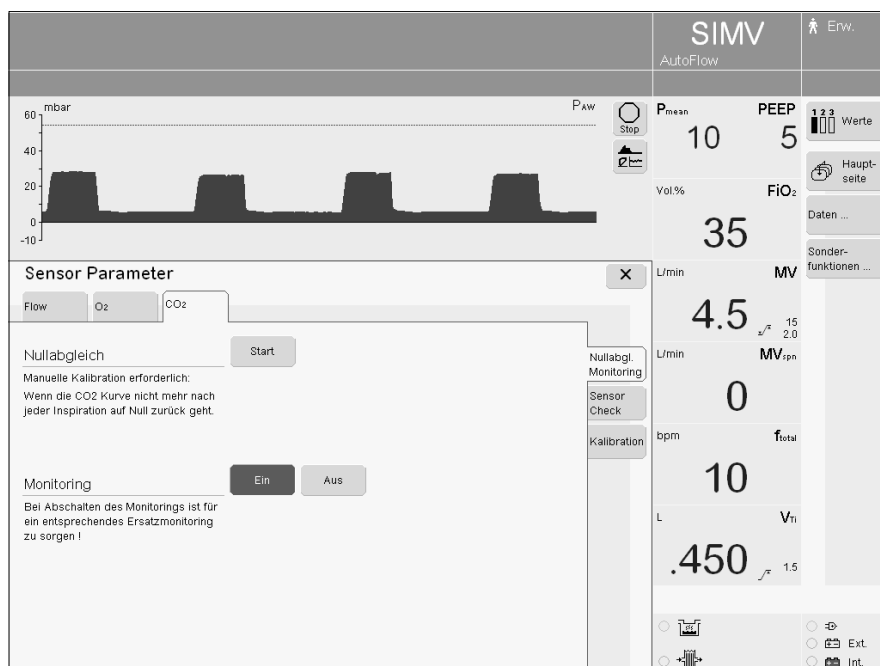 SIMV
AutoFlow
Erw.
mbar
PAW
60
40
20
0
-10
Stop
Pmean
PEEP
10
5
Vol.%
FiO₂
35
L/min
MV
4.5
15
2.0
L/min
MVspn
0
bpm
ftotal
10
L
VTi
.450
1.5
1 2 3
Werte
Haupt-
seite
Daten ...
Sonder-
funktionen ...
Sensor Parameter
Flow
O₂
CO₂
Nullabgleich
Start
Manuelle Kalibration erforderlich:
Wenn die CO2 Kurve nicht mehr nach
jeder Inspiration auf Null zurück geht.
Nullabgl.
Monitoring
Sensor
Check
Kalibration
Monitoring
Ein
Aus
Bei Abschalten des Monitorings ist für
ein entsprechendes Ersatzmonitoring
zu sorgen !
Ext.
Int.